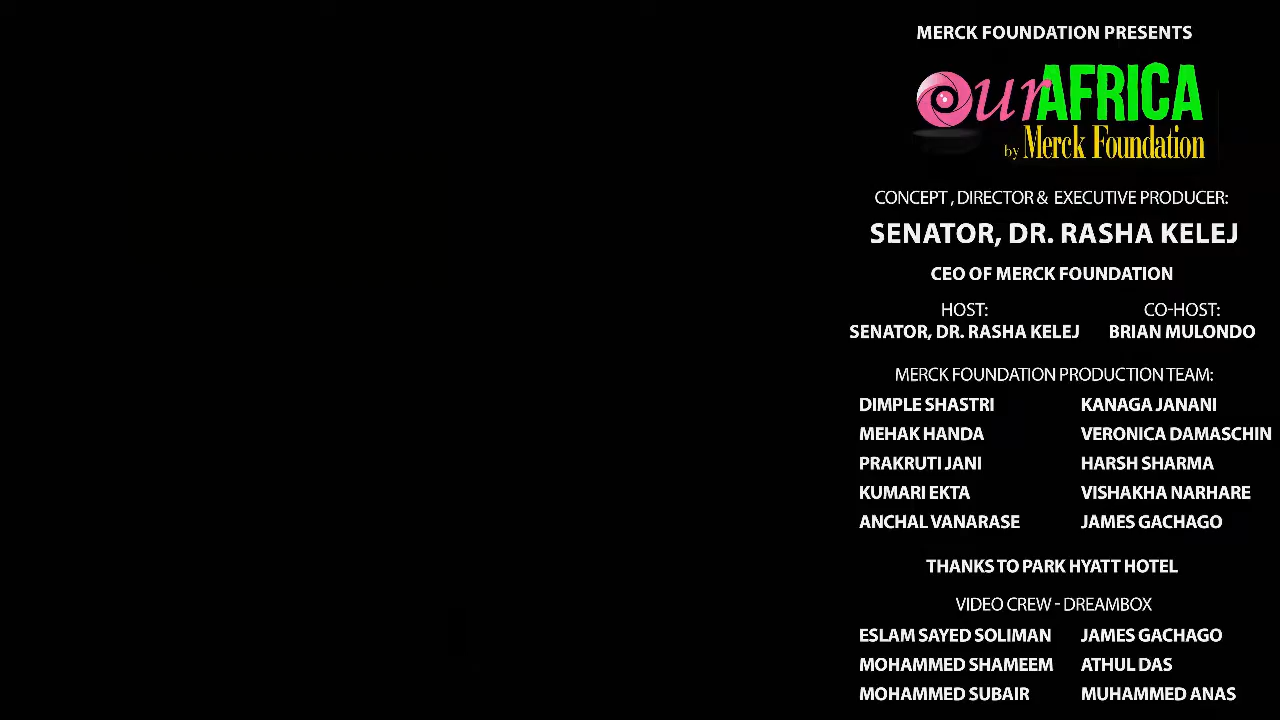 MERCK FOUNDATION PRESENTS
Our AFRICA
by Merck Foundation
CONCEPT , DIRECTOR & EXECUTIVE PRODUCER:
SENATOR, DR. RASHA KELEJ
CEO OF MERCK FOUNDATION
HOST: CO-HOST:
SENATOR, DR. RASHA KELEJ BRIAN MULONDO
MERCK FOUNDATION PRODUCTION TEAM:
DIMPLE SHASTRI KANAGA JANANI
MEHAK HANDA VERONICA DAMASCHIN
PRAKRUTI JANI HARSH SHARMA
KUMARI EKTA VISHAKHA NARHARE
ANCHAL VANARASE JAMES GACHAGO
THANKS TO PARK HYATT HOTEL
VIDEO CREW - DREAMBOX
ESLAM SAYED SOLIMAN JAMES GACHAGO
MOHAMMED SHAMEEM ATHUL DAS
MOHAMMED SUBAIR MUHAMMED ANAS